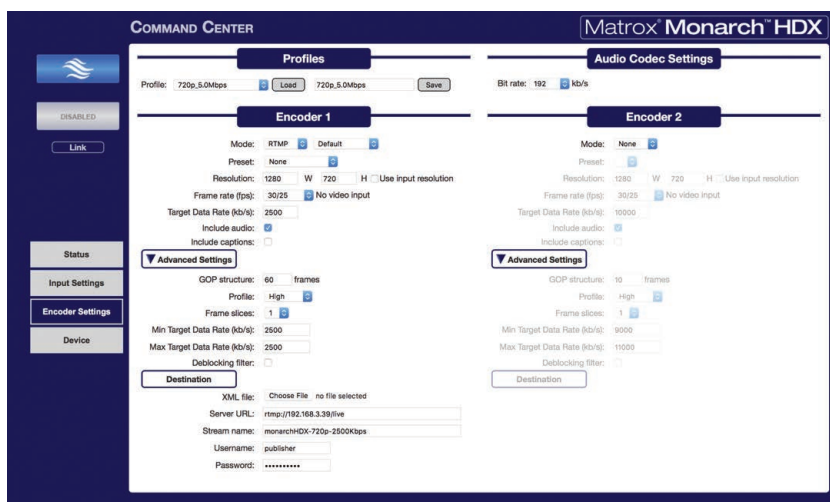 COMMAND CENTER
Matrox® Monarch™ HDX
DISABLED
Link
Status
Input Settings
Encoder Settings
Device
Profiles
Profile: 720p_5.0Mbps Load 720p_5.0Mbps Save
Encoder 1
Mode: RTMP Default
Preset: None
Resolution: 1280 W 720 H Use input resolution
Frame rate (fps): 30/25 No video input
Target Data Rate (kb/s): 2500
Include audio:
Include captions:
Advanced Settings
GOP structure: 60 frames
Profile: High
Frame slices: 1
Min Target Data Rate (kb/s): 2500
Max Target Data Rate (kb/s): 2500
Deblocking filter:
Destination
XML file: Choose File no file selected
Server URL: rtmp://192.168.3.39/live
Stream name: monarchHDX-720p-2500Kbps
Username: publisher
Password: ••••••••••
Audio Codec Settings
Bit rate: 192 kb/s
Encoder 2
Mode: None
Preset:
Resolution: 1280 W 720 H Use input resolution
Frame rate (fps): 30/25 No video input
Target Data Rate (kb/s): 10000
Include audio:
Include captions:
Advanced Settings
GOP structure: 10 frames
Profile: High
Frame slices: 1
Min Target Data Rate (kb/s): 9000
Max Target Data Rate (kb/s): 11000
Deblocking filter:
Destination